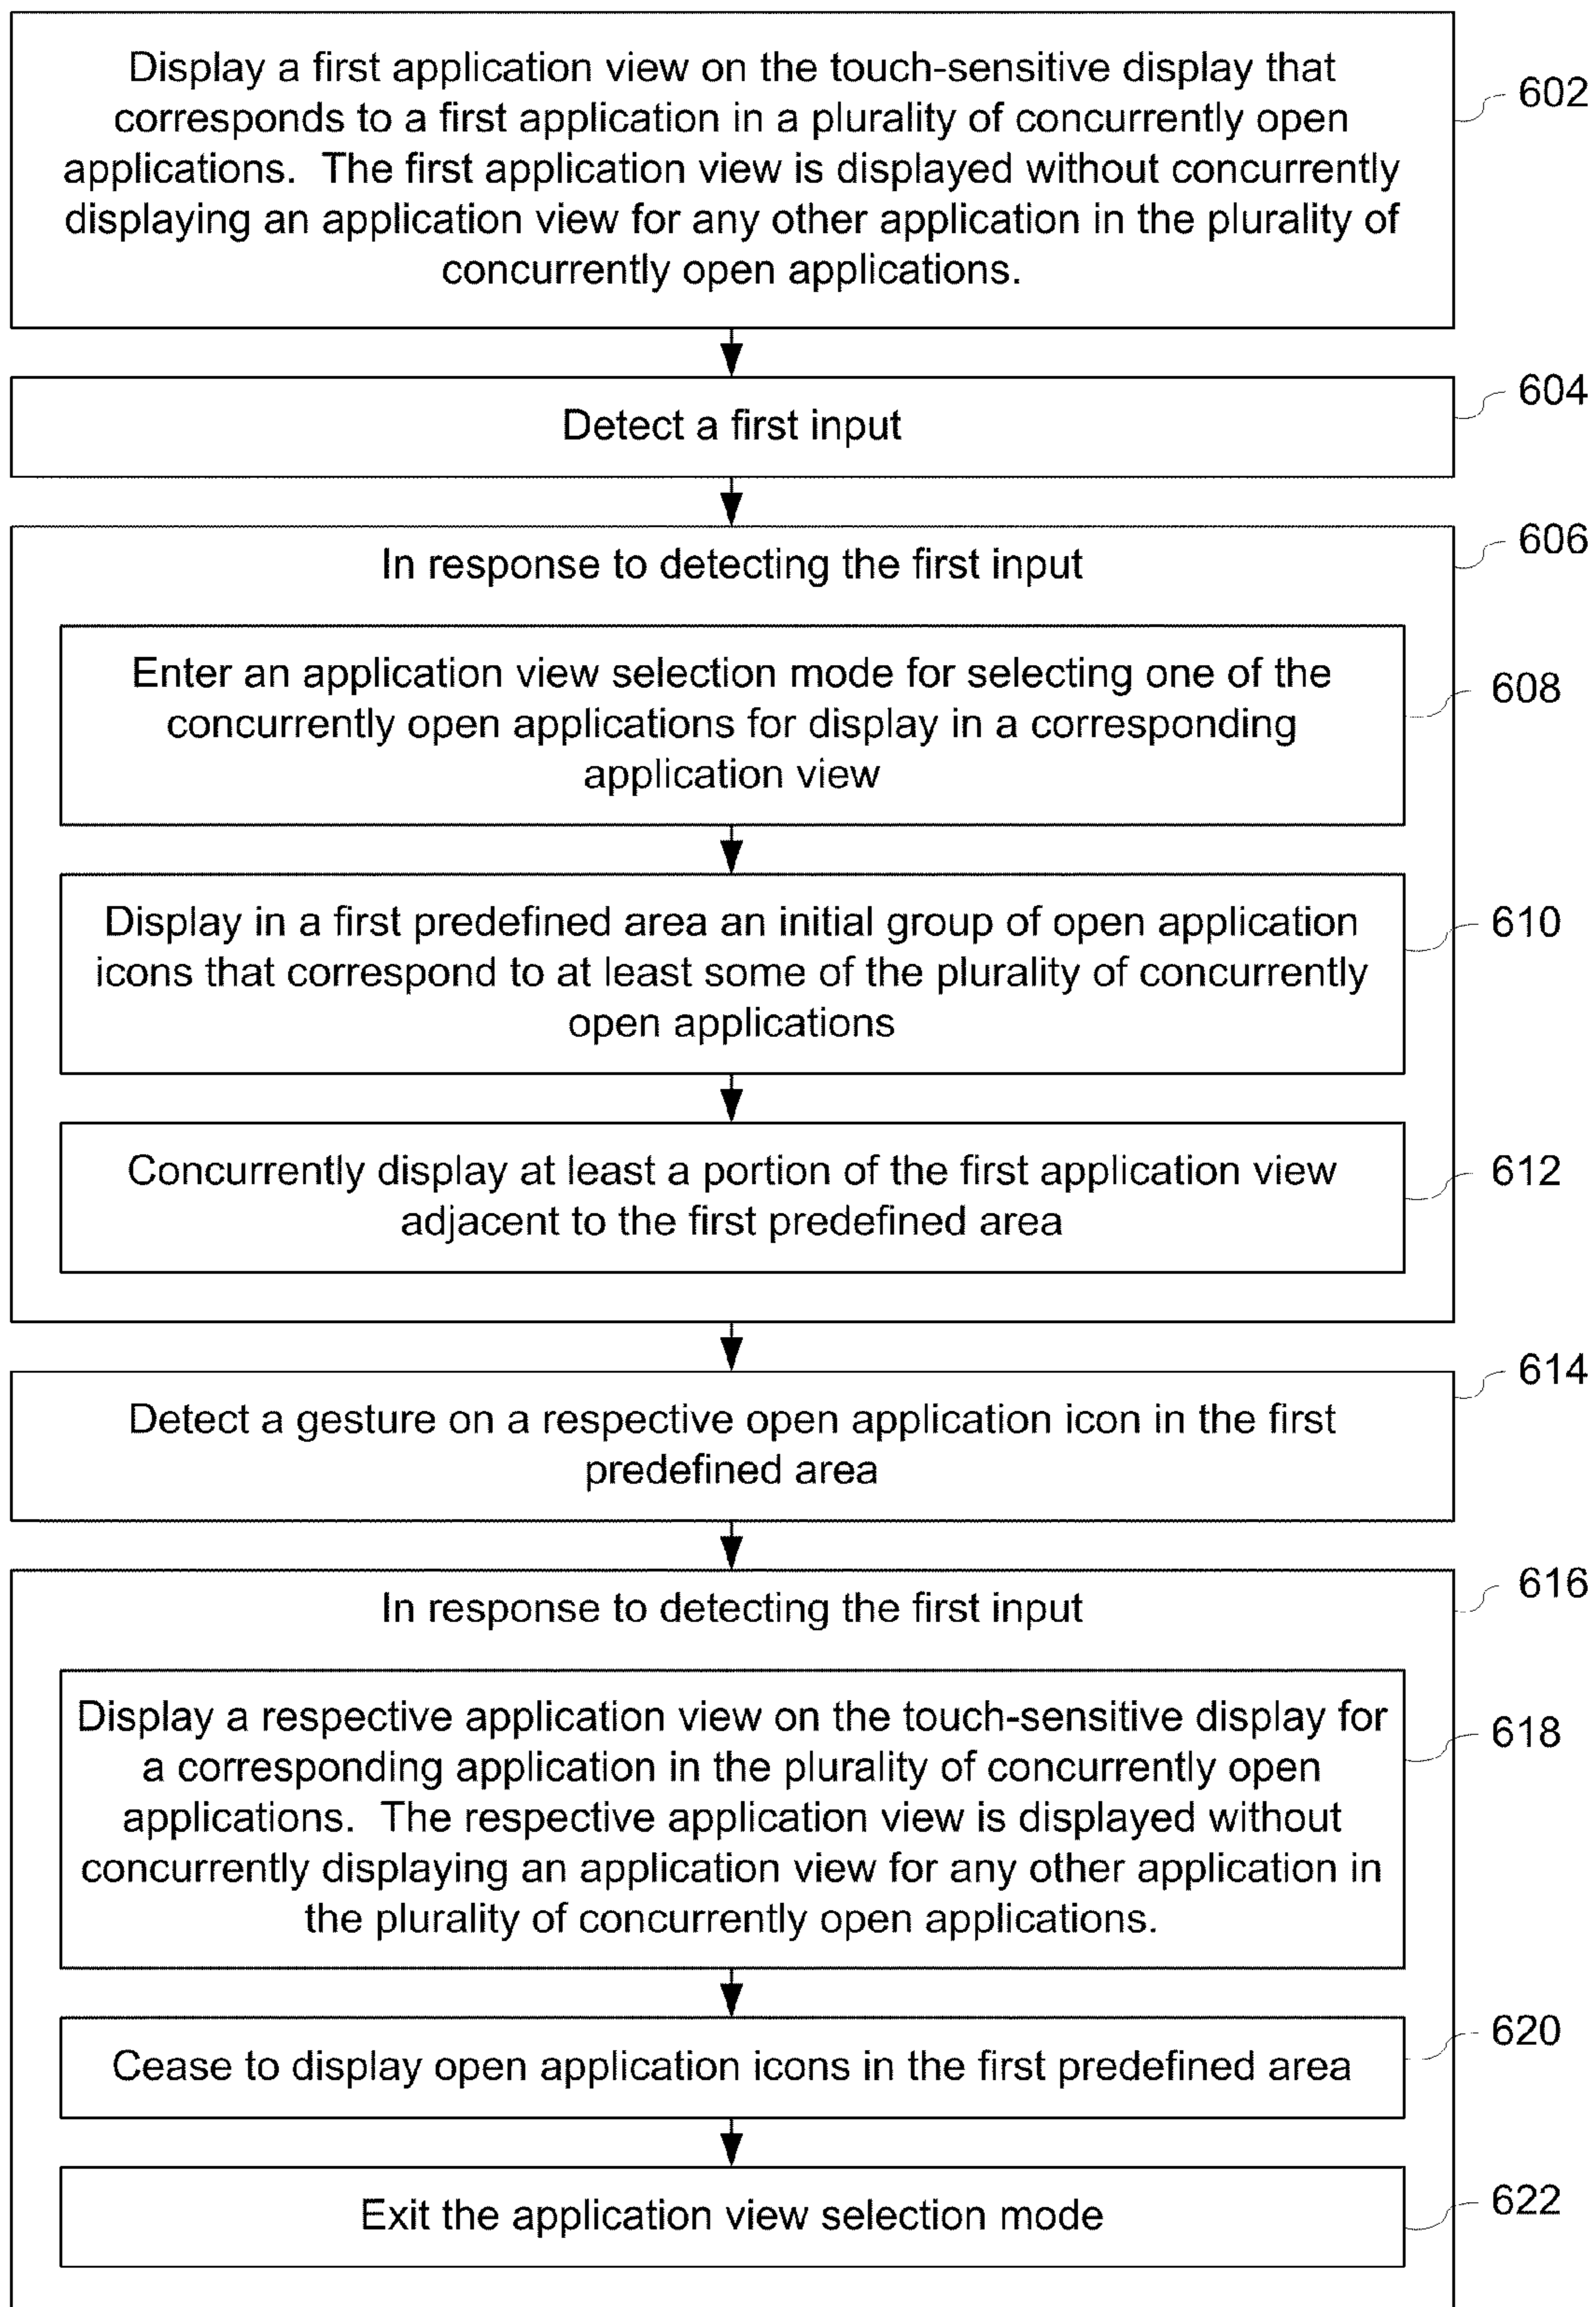 Display a first application view on the touch-sensitive display that
corresponds to a first application in a plurality of concurrently open
applications.  The first application view is displayed without concurrently
displaying an application view for any other application in the plurality of
concurrently open applications.
602
Detect a first input
604
In response to detecting the first input
606
Enter an application view selection mode for selecting one of the
concurrently open applications for display in a corresponding
application view
608
Display in a first predefined area an initial group of open application
icons that correspond to at least some of the plurality of concurrently
open applications
610
Concurrently display at least a portion of the first application view
adjacent to the first predefined area
612
Detect a gesture on a respective open application icon in the first
predefined area
614
In response to detecting the first input
616
Display a respective application view on the touch-sensitive display for
a corresponding application in the plurality of concurrently open
applications.  The respective application view is displayed without
concurrently displaying an application view for any other application in
the plurality of concurrently open applications.
618
Cease to display open application icons in the first predefined area
620
Exit the application view selection mode
622